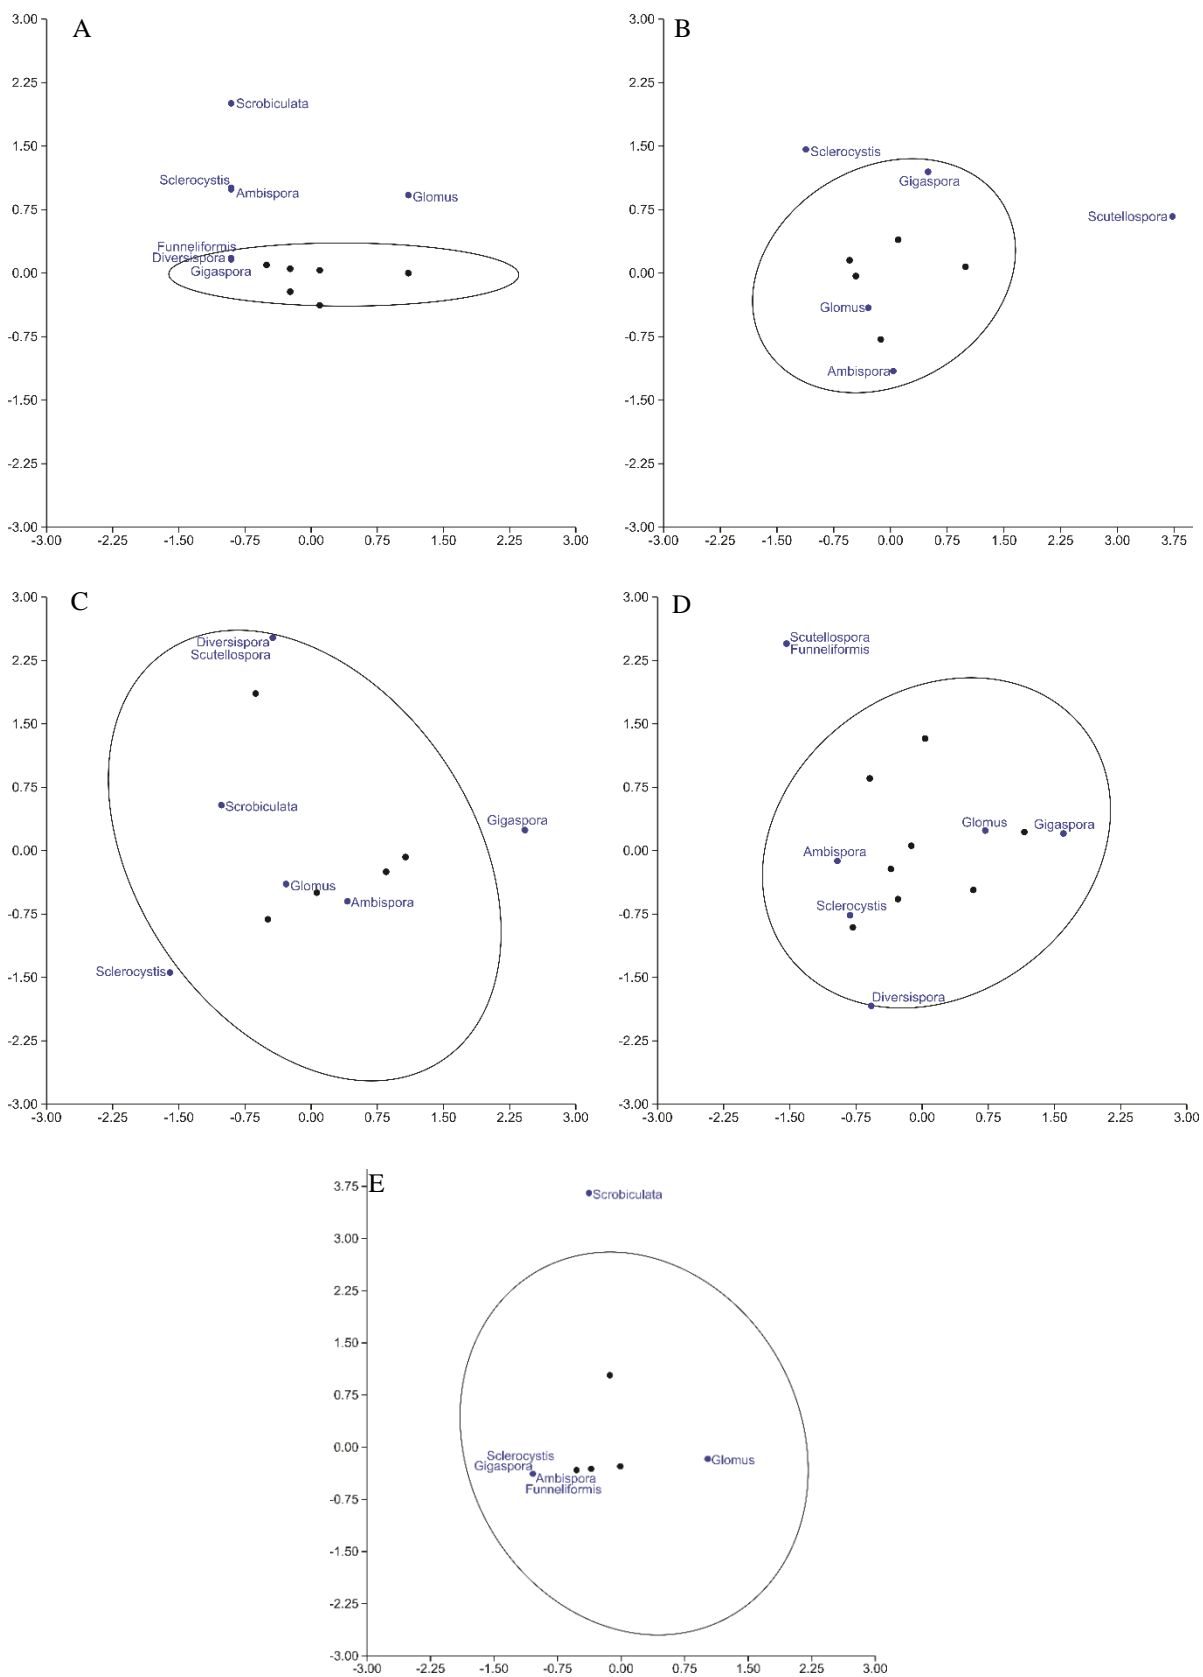 A
3.00
2.25
1.50
0.75
0.00
-0.75
-1.50
-2.25
-3.00
Scrobiculata
Sclerocystis
Ambispora
Glomus
Funneliformis
Diversispora
Gigaspora
-3.00 -2.25 -1.50 -0.75 0.00 0.75 1.50 2.25 3.00
B
3.00
2.25
1.50
0.75
0.00
-0.75
-1.50
-2.25
-3.00
Sclerocystis
Gigaspora
Scutellospora
Glomus
Ambispora
-3.00 -2.25 -1.50 -0.75 0.00 0.75 1.50 2.25 3.00 3.75
C
3.00
2.25
1.50
0.75
0.00
-0.75
-1.50
-2.25
-3.00
Diversispora
Scutellospora
Scrobiculata
Gigaspora
Glomus
Ambispora
Sclerocystis
-3.00 -2.25 -1.50 -0.75 0.00 0.75 1.50 2.25 3.00
D
3.00
2.25
1.50
0.75
0.00
-0.75
-1.50
-2.25
-3.00
Scutellospora
Funneliformis
Glomus
Gigaspora
Ambispora
Sclerocystis
Diversispora
-3.00 -2.25 -1.50 -0.75 0.00 0.75 1.50 2.25 3.00
E
3.75
3.00
2.25
1.50
0.75
0.00
-0.75
-1.50
-2.25
-3.00
Scrobiculata
Sclerocystis
Gigaspora
Ambispora
Funneliformis
Glomus
-3.00 -2.25 -1.50 -0.75 0.00 0.75 1.50 2.25 3.00